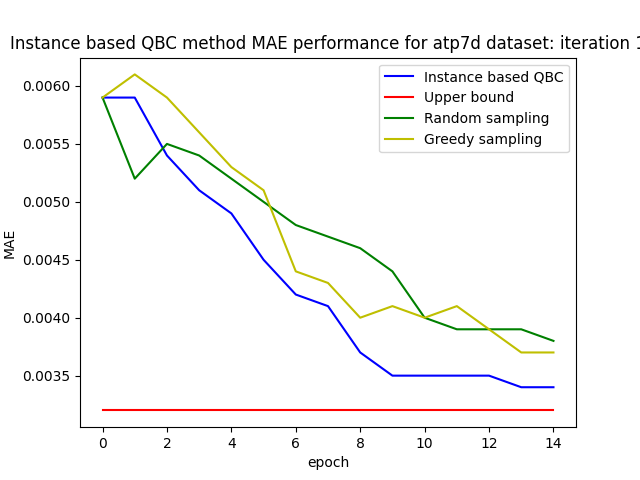 Instance based QBC method MAE performance for atp7d dataset: iteration 1
Instance based QBC
Upper bound
Random sampling
Greedy sampling
0.0060
0.0055
0.0050
0.0045
0.0040
0.0035
MAE
0 2 4 6 8 10 12 14
epoch